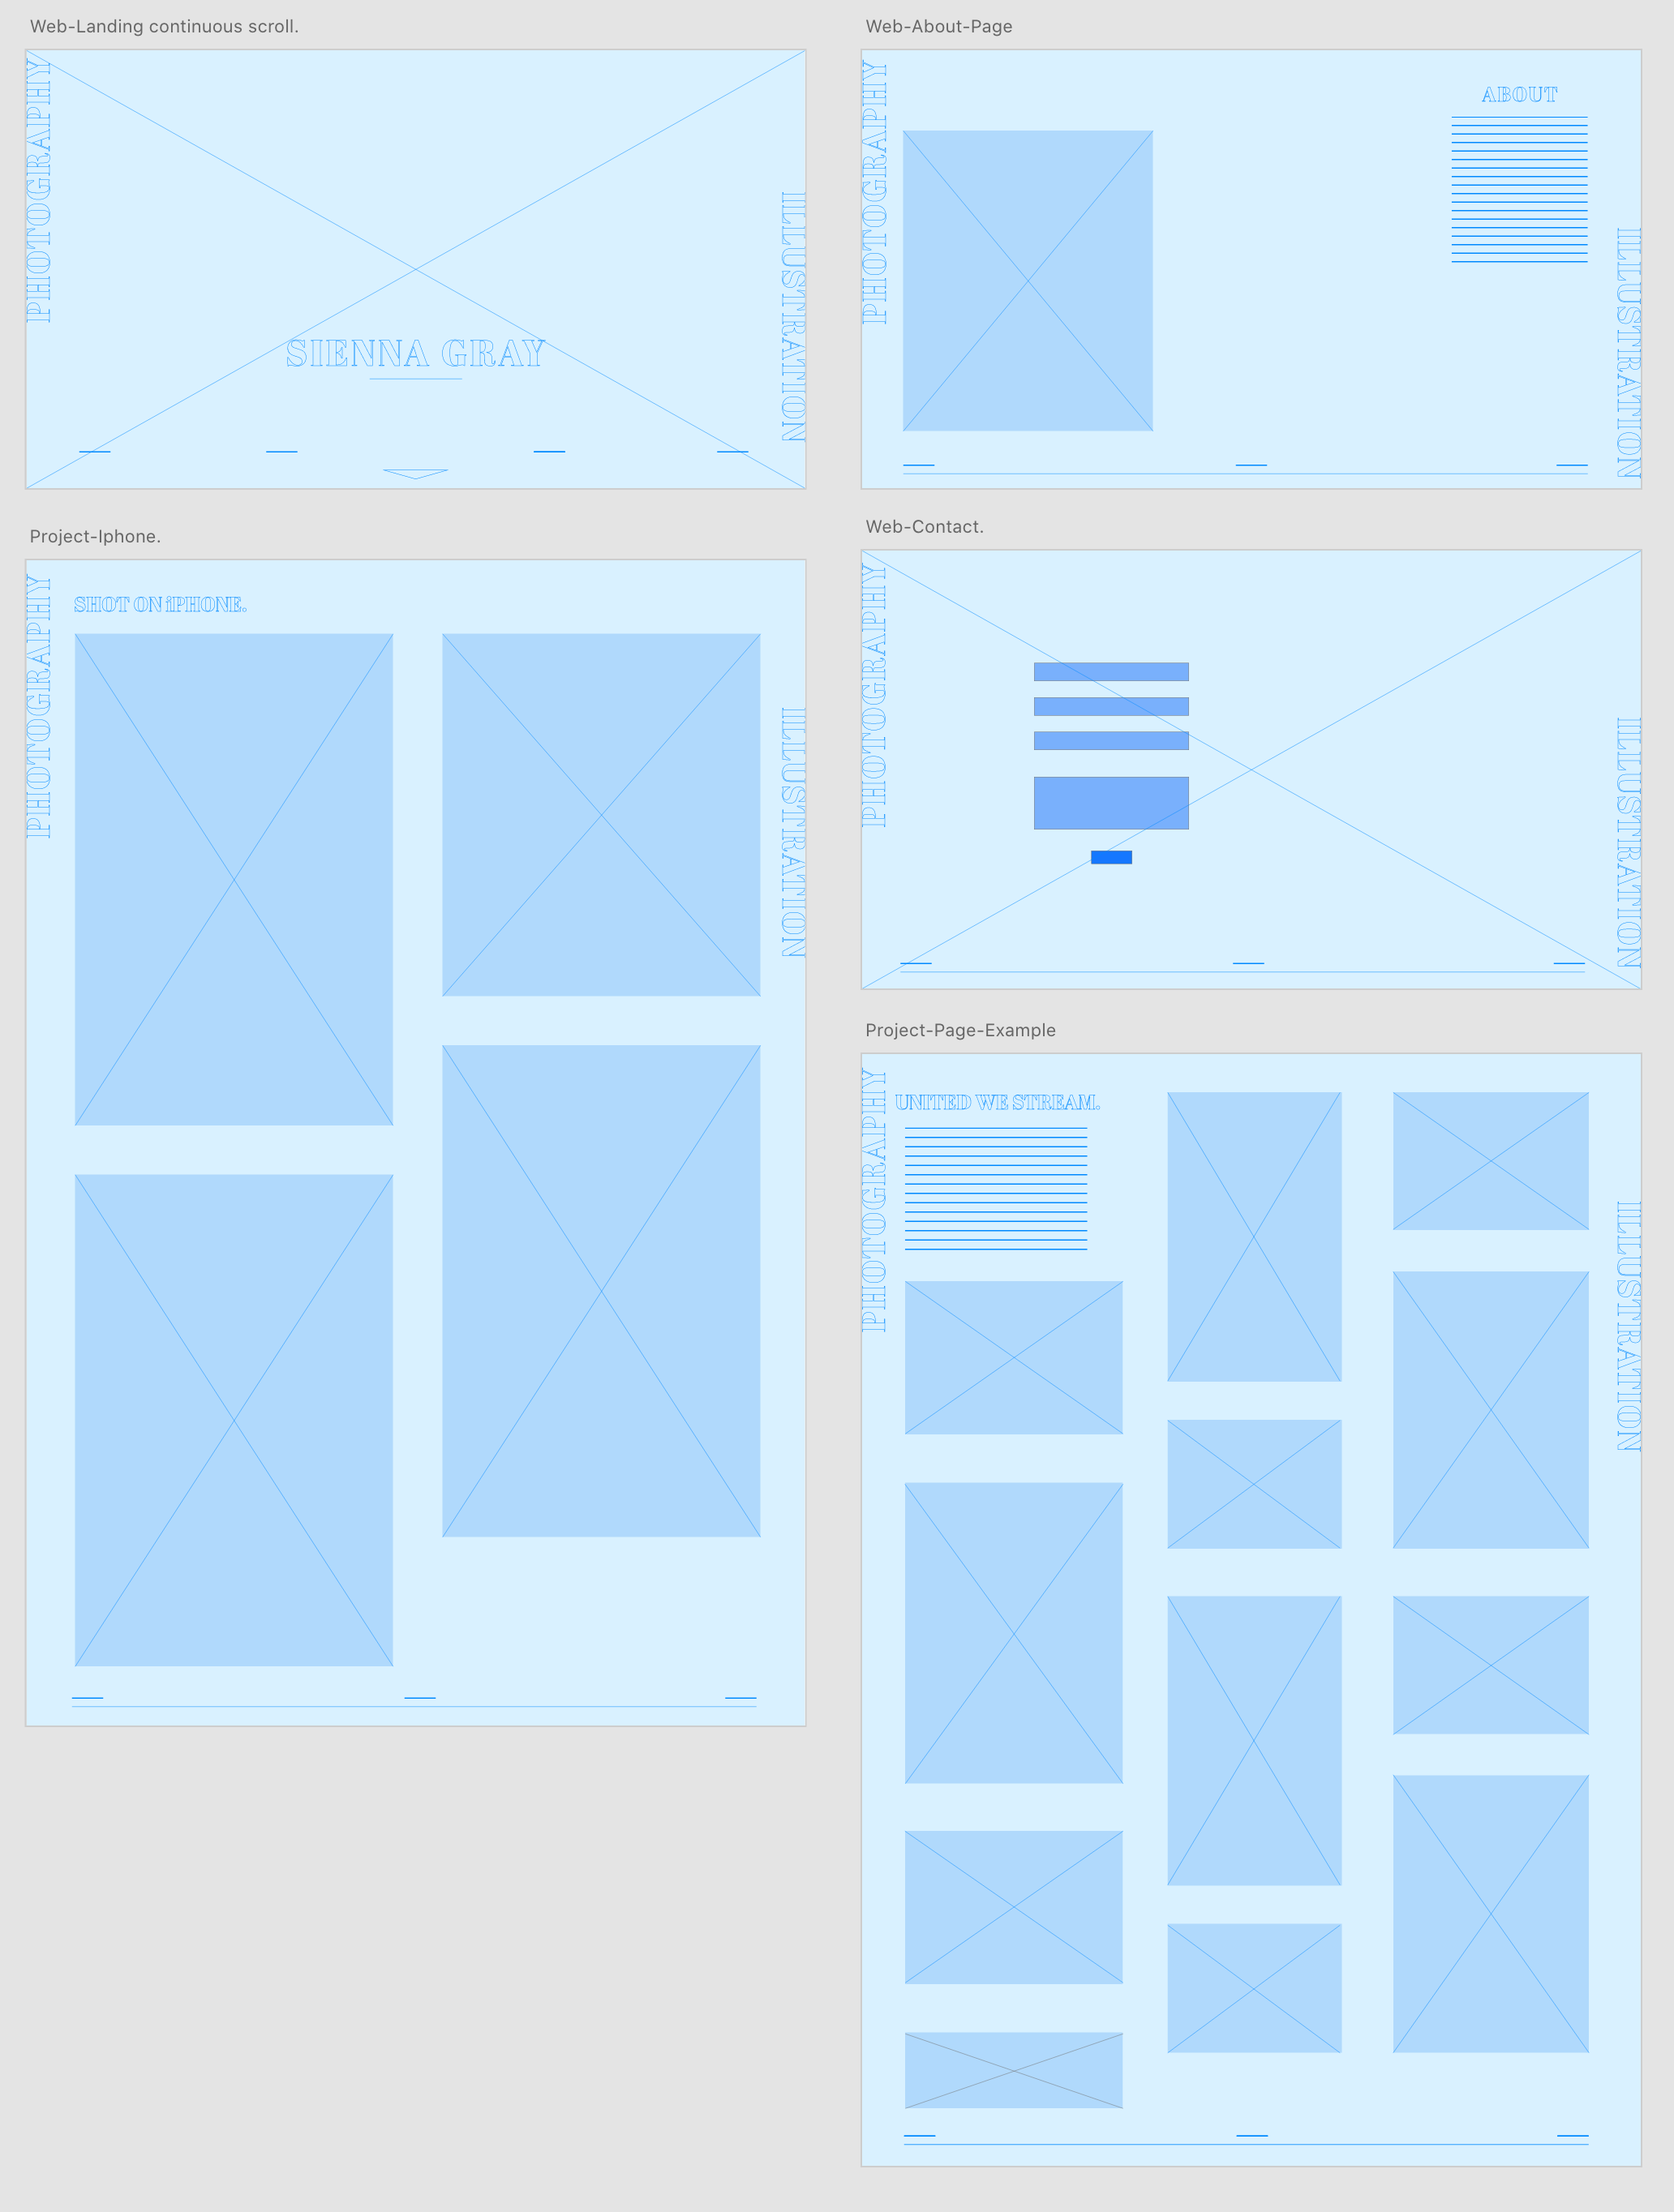 Web-Landing continuous scroll.
PHOTOGRAPHY
ILLUSTRATION
SIENNA GRAY
Web-About-Page
PHOTOGRAPHY
ABOUT
ILLUSTRATION
Project-Iphone.
PHOTOGRAPHY
SHOT ON iPHONE.
ILLUSTRATION
Web-Contact.
PHOTOGRAPHY
ILLUSTRATION
Project-Page-Example
PHOTOGRAPHY
UNITED WE STREAM.
ILLUSTRATION